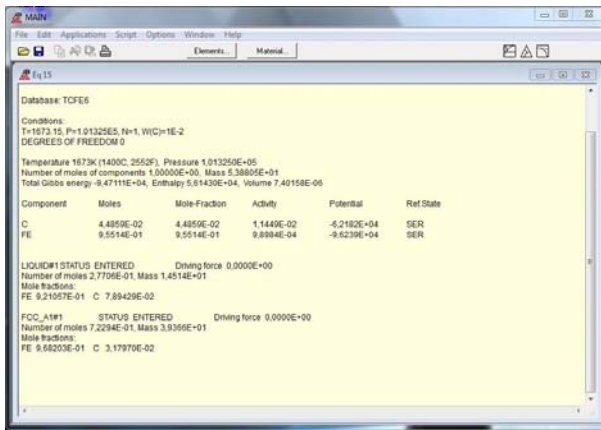 MAIN
File Edit Applications Script Options Window Help
Elements... Material...
Eq 15
Database: TCFE6
Conditions:
T=1673.15, P=1.01325E5, N=1, W(C)=1E-2
DEGREES OF FREEDOM 0
Temperature 1673K (1400C, 2552F), Pressure 1,013250E+05
Number of moles of components 1,00000E+00, Mass 5,38805E+01
Total Gibbs energy -9,47111E+04, Enthalpy 5,61430E+04, Volume 7,40158E-06
Component Moles Mole-Fraction Activity Potential Ref.State
C 4,4859E-02 4,4859E-02 1,1449E-02 -6,2182E+04 SER
FE 9,5514E-01 9,5514E-01 9,8984E-04 -9,6239E+04 SER
LIQUID#1 STATUS ENTERED Driving force 0,0000E+00
Number of moles 2,7706E-01, Mass 1,4514E+01
Mole fractions:
FE 9,21057E-01 C 7,89429E-02
FCC_A1#1 STATUS ENTERED Driving force 0,0000E+00
Number of moles 7,2294E-01, Mass 3,9366E+01
Mole fractions:
FE 9,68203E-01 C 3,17970E-02